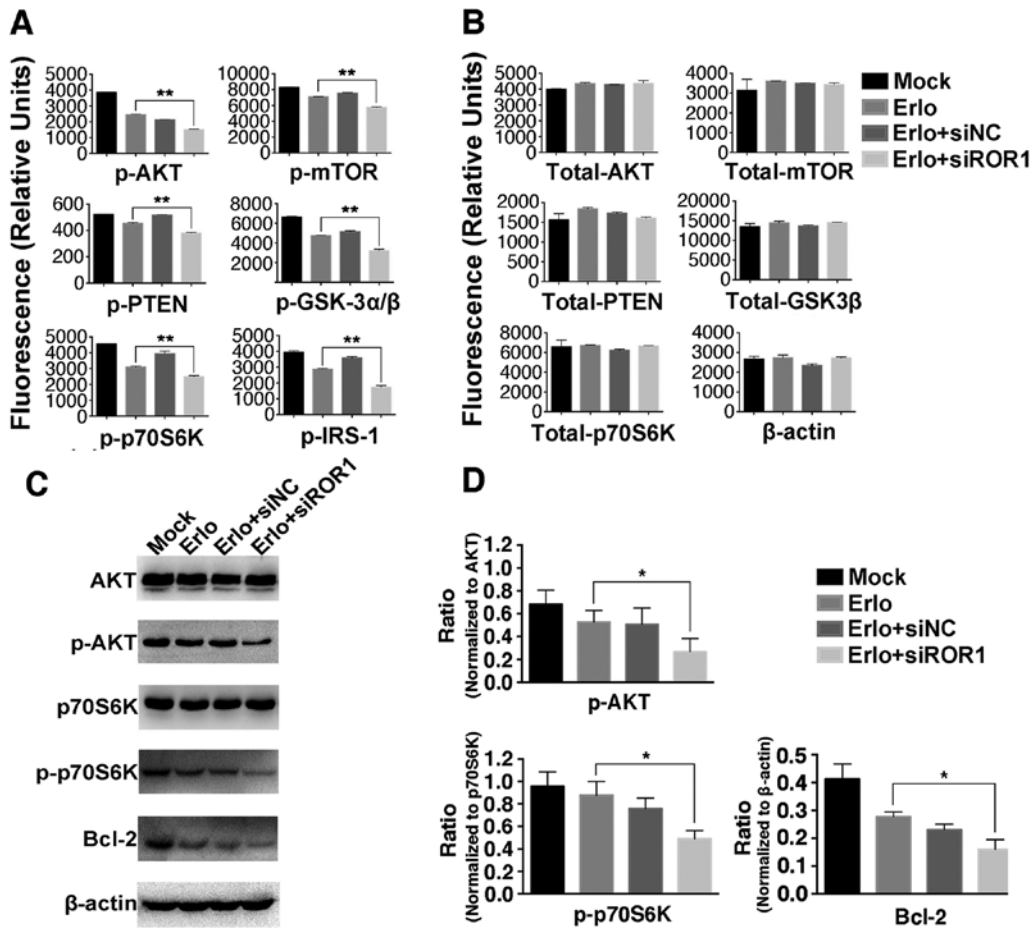 A
Fluorescence (Relative Units)
5000
4000
3000
2000
1000
0
**
p-AKT
10000
8000
6000
4000
2000
0
**
p-mTOR
600
400
200
0
**
p-PTEN
8000
6000
4000
2000
0
**
p-GSK-3α/β
5000
4000
3000
2000
1000
0
**
p-p70S6K
5000
4000
3000
2000
1000
0
**
p-IRS-1
B
Fluorescence (Relative Units)
5000
4000
3000
2000
1000
0
Total-AKT
4000
3000
2000
1000
0
Total-mTOR
Mock
Erlo
Erlo+siNC
Erlo+siROR1
2000
1500
1000
500
0
Total-PTEN
20000
15000
10000
5000
0
Total-GSK3β
8000
6000
4000
2000
0
Total-p70S6K
4000
3000
2000
1000
0
β-actin
C
Mock
Erlo
Erlo+siNC
Erlo+siROR1
AKT
p-AKT
p70S6K
p-p70S6K
Bcl-2
β-actin
D
Ratio
(Normalized to AKT)
1.2
1.0
0.8
0.6
0.4
0.2
0.0
*
p-AKT
Mock
Erlo
Erlo+siNC
Erlo+siROR1
Ratio
(Normalized to p70S6K)
1.2
1.0
0.8
0.6
0.4
0.2
0.0
*
p-p70S6K
Ratio
(Normalized to β-actin)
0.5
0.4
0.3
0.2
0.1
0.0
*
Bcl-2